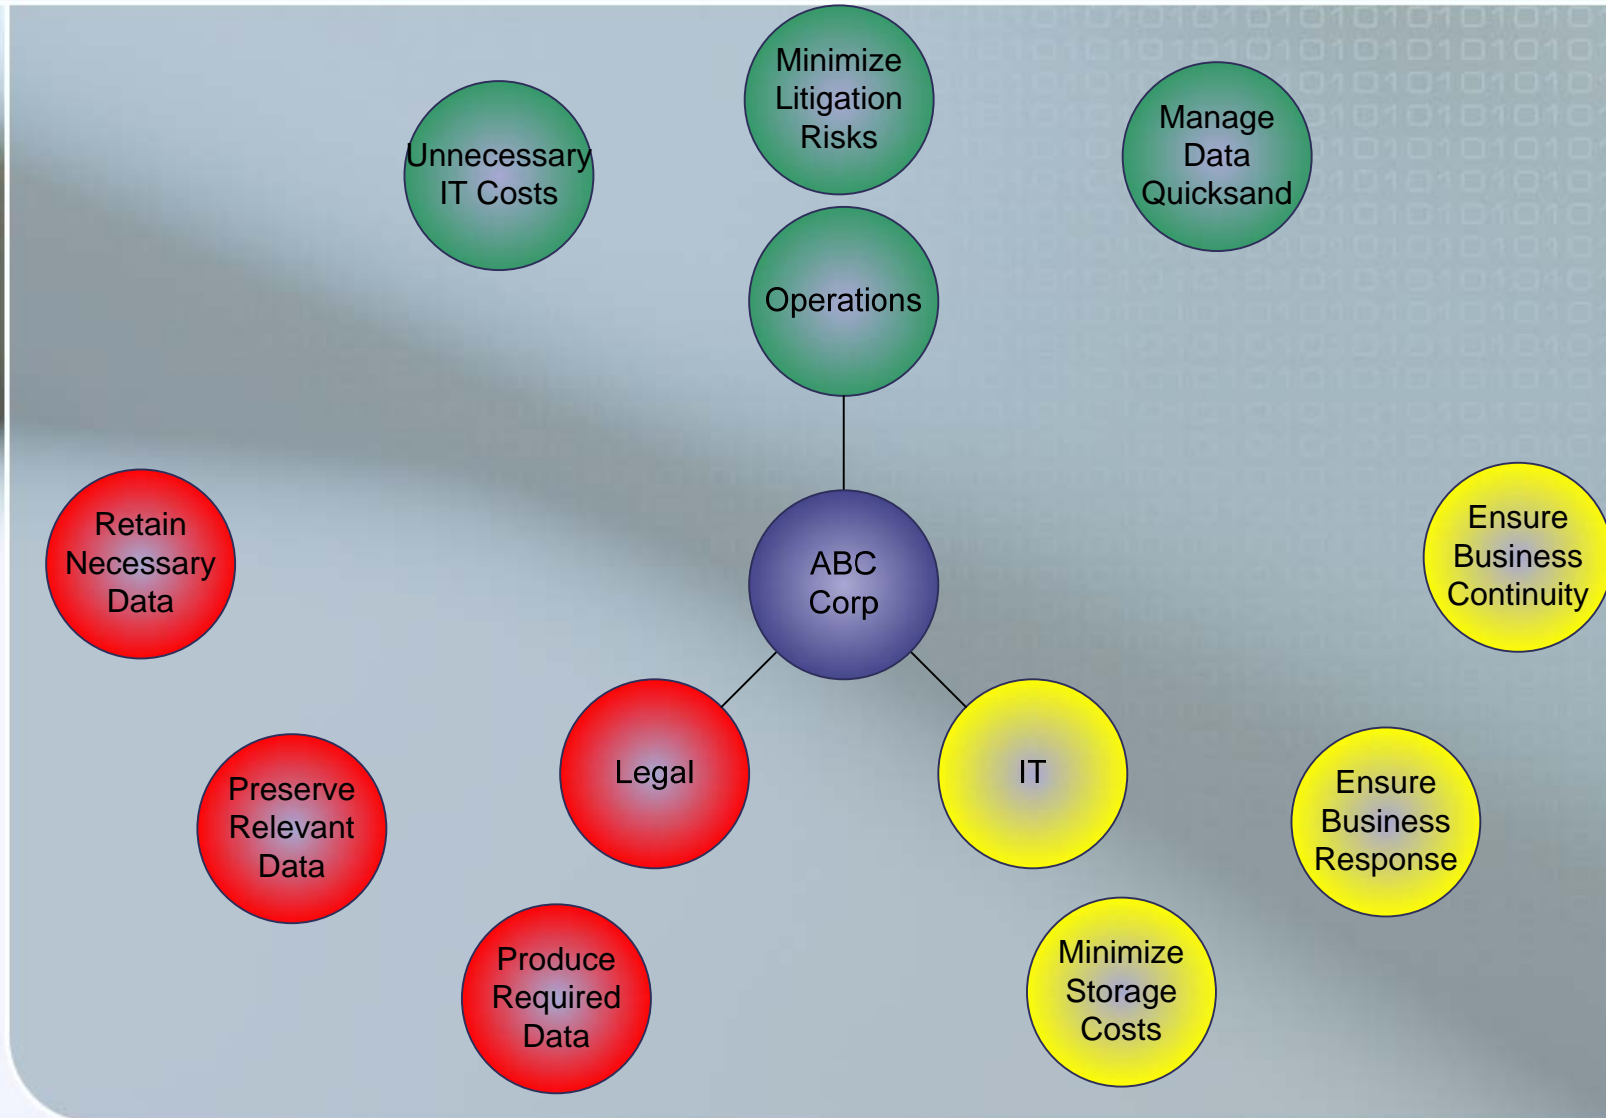 Minimize
Litigation
Risks
Unnecessary
IT Costs
Manage
Data
Quicksand
Operations
Retain
Necessary
Data
ABC
Corp
Ensure
Business
Continuity
Legal
IT
Preserve
Relevant
Data
Ensure
Business
Response
Produce
Required
Data
Minimize
Storage
Costs